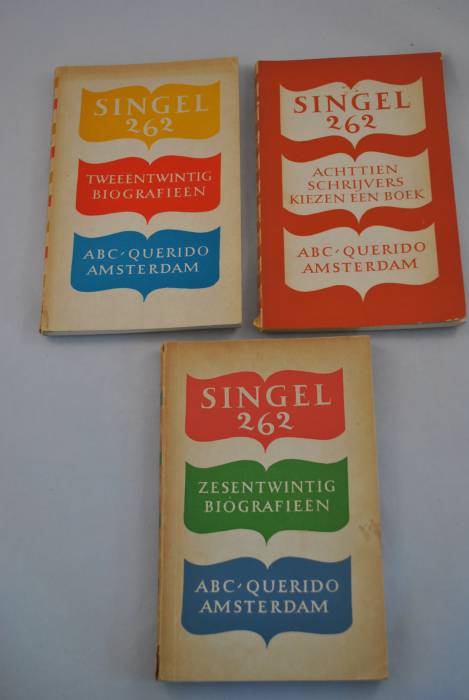 SINGEL
262
TWEEENTWINTIG
BIOGRAFIEËN
ABC-QUERIDO
AMSTERDAM
SINGEL
262
ACHTTIEN
SCHRIJVERS
KIEZEN EEN BOEK
ABC-QUERIDO
AMSTERDAM
SINGEL
262
ZESENTWINTIG
BIOGRAFIEËN
ABC-QUERIDO
AMSTERDAM